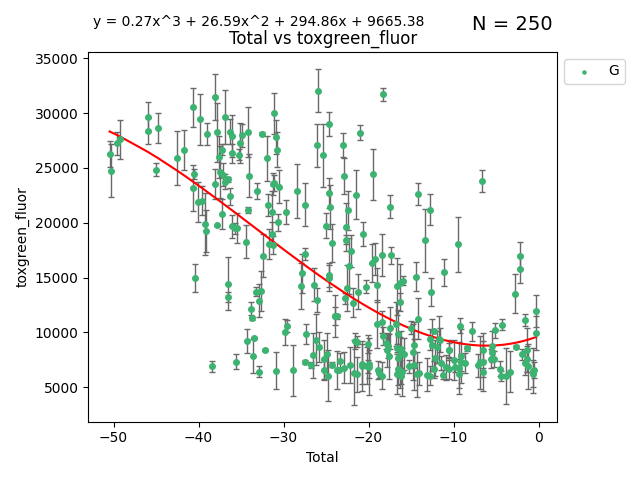 y = 0.27x^3 + 26.59x^2 + 294.86x + 9665.38
N = 250
Total vs toxgreen_fluor
G
35000
30000
25000
20000
15000
10000
5000
toxgreen_fluor
−50
−40
−30
−20
−10
0
Total